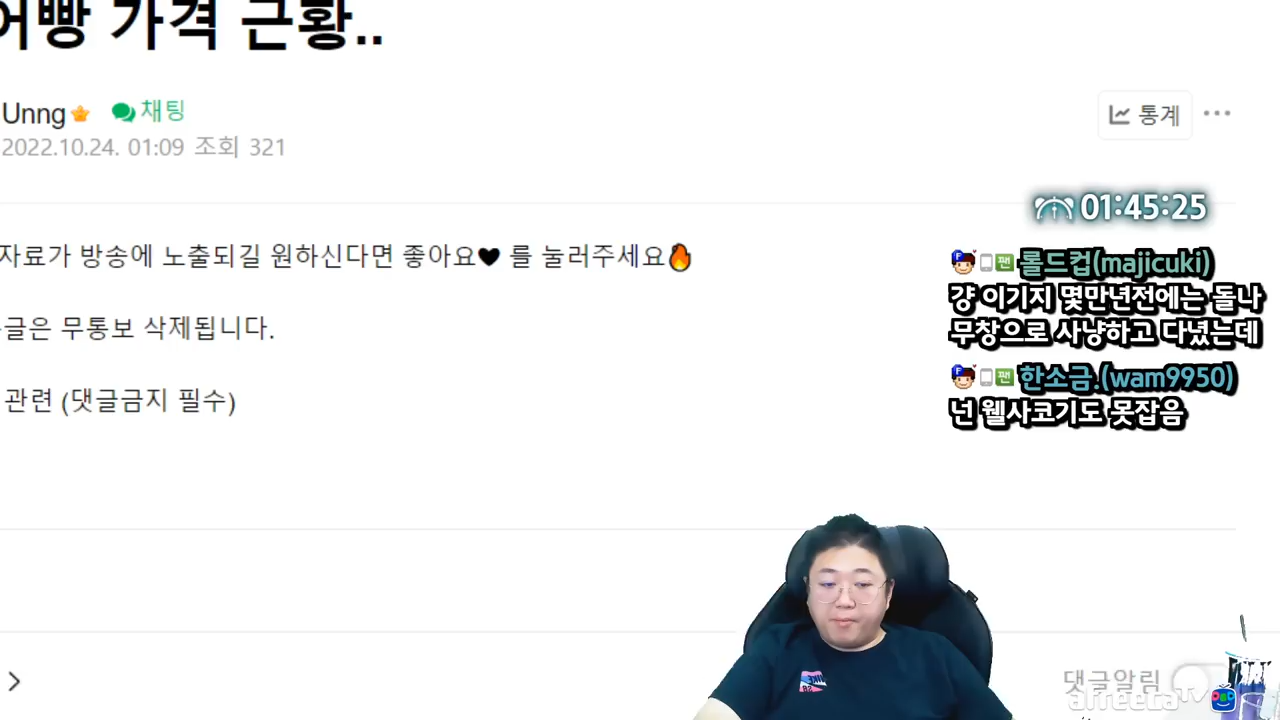 어빵 가격 근황..
Unng 채팅
통계
2022.10.24. 01:09 조회 321
01:45:25
자료가 방송에 노출되길 원하신다면 좋아요🖤 를 눌러주세요🔥
글은 무통보 삭제됩니다.
관련 (댓글금지 필수)
F 팬 롤드컵(majicuki)
걍 이기지 몇만년전에는 돌나
무창으로 사냥하고 다녔는데
F 팬 한소금.(wam9950)
넌 웰사코기도 못잡음
댓글알림
afreecaTV